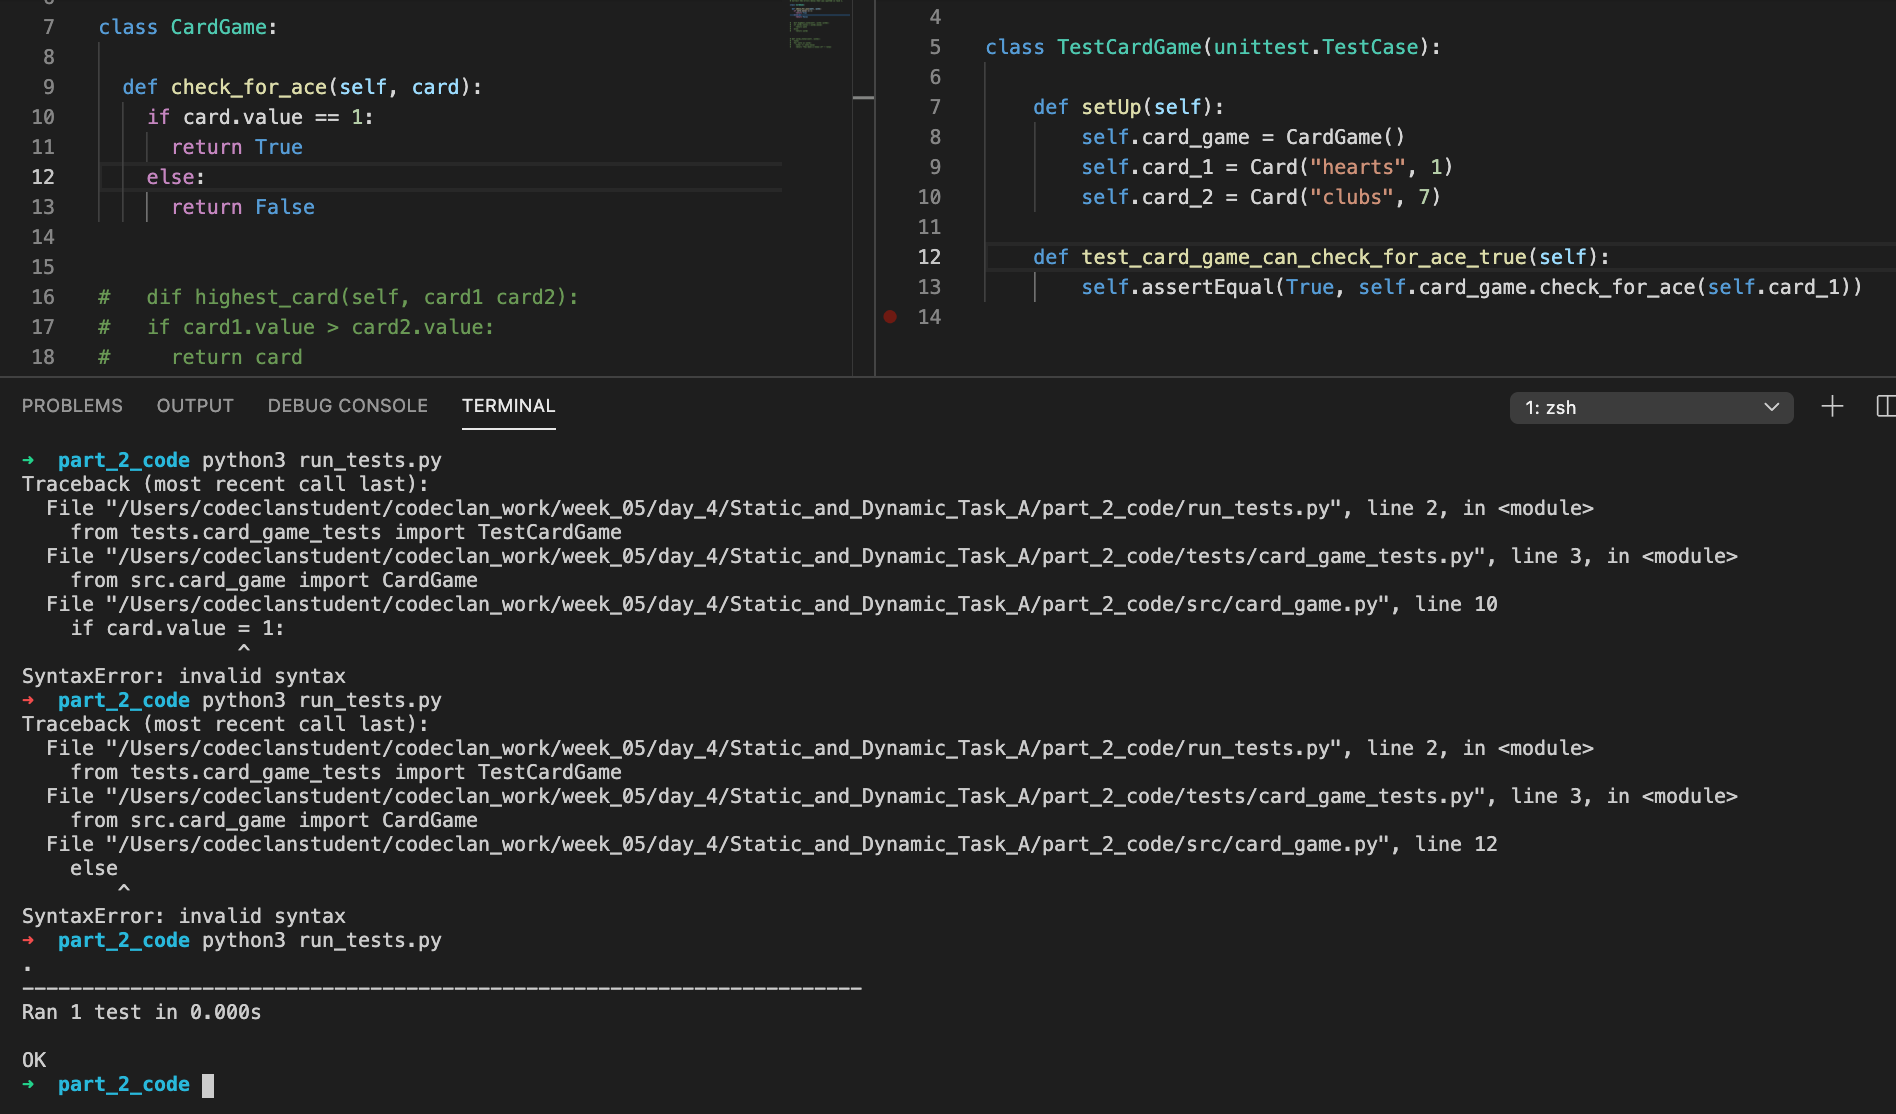 7 class CardGame:
8
9 def check_for_ace(self, card):
10 if card.value == 1:
11 return True
12 else:
13 return False
14
15
16 #   dif highest_card(self, card1 card2):
17 #   if card1.value > card2.value:
18 #     return card
4
5 class TestCardGame(unittest.TestCase):
6
7 def setUp(self):
8 self.card_game = CardGame()
9 self.card_1 = Card("hearts", 1)
10 self.card_2 = Card("clubs", 7)
11
12 def test_card_game_can_check_for_ace_true(self):
13 self.assertEqual(True, self.card_game.check_for_ace(self.card_1))
14
PROBLEMS OUTPUT DEBUG CONSOLE TERMINAL 1: zsh
→ part_2_code python3 run_tests.py
Traceback (most recent call last):
  File "/Users/codeclanstudent/codeclan_work/week_05/day_4/Static_and_Dynamic_Task_A/part_2_code/run_tests.py", line 2, in <module>
    from tests.card_game_tests import TestCardGame
  File "/Users/codeclanstudent/codeclan_work/week_05/day_4/Static_and_Dynamic_Task_A/part_2_code/tests/card_game_tests.py", line 3, in <module>
    from src.card_game import CardGame
  File "/Users/codeclanstudent/codeclan_work/week_05/day_4/Static_and_Dynamic_Task_A/part_2_code/src/card_game.py", line 10
    if card.value = 1:
                  ^
SyntaxError: invalid syntax
→ part_2_code python3 run_tests.py
Traceback (most recent call last):
  File "/Users/codeclanstudent/codeclan_work/week_05/day_4/Static_and_Dynamic_Task_A/part_2_code/run_tests.py", line 2, in <module>
    from tests.card_game_tests import TestCardGame
  File "/Users/codeclanstudent/codeclan_work/week_05/day_4/Static_and_Dynamic_Task_A/part_2_code/tests/card_game_tests.py", line 3, in <module>
    from src.card_game import CardGame
  File "/Users/codeclanstudent/codeclan_work/week_05/day_4/Static_and_Dynamic_Task_A/part_2_code/src/card_game.py", line 12
    else
        ^
SyntaxError: invalid syntax
→ part_2_code python3 run_tests.py
.
----------------------------------------------------------------------
Ran 1 test in 0.000s

OK
→ part_2_code